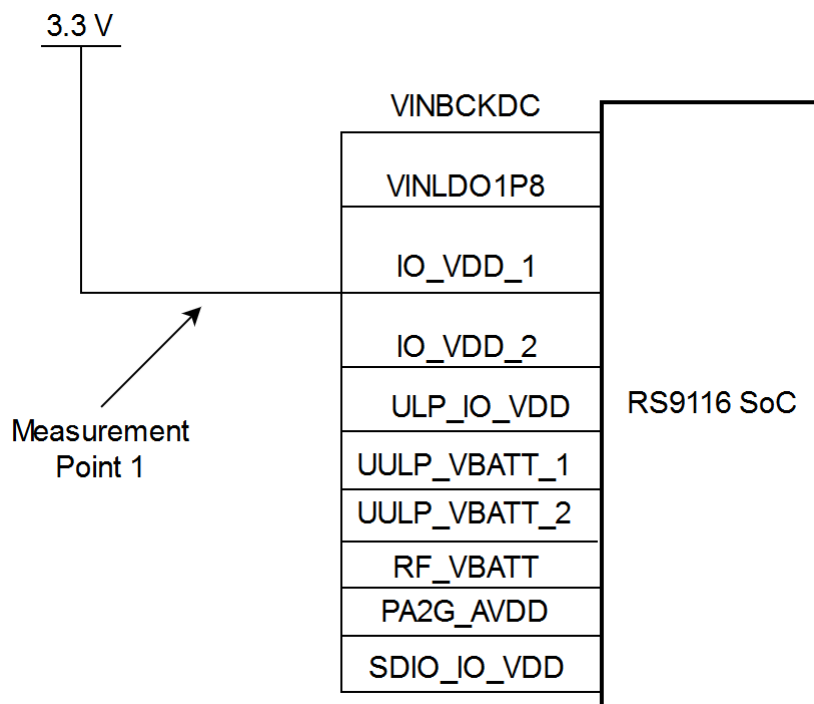 3.3 V
VINBCKDC
VINLDO1P8
IO_VDD_1
IO_VDD_2
ULP_IO_VDD
RS9116 SoC
Measurement
Point 1
UULP_VBATT_1
UULP_VBATT_2
RF_VBATT
PA2G_AVDD
SDIO_IO_VDD